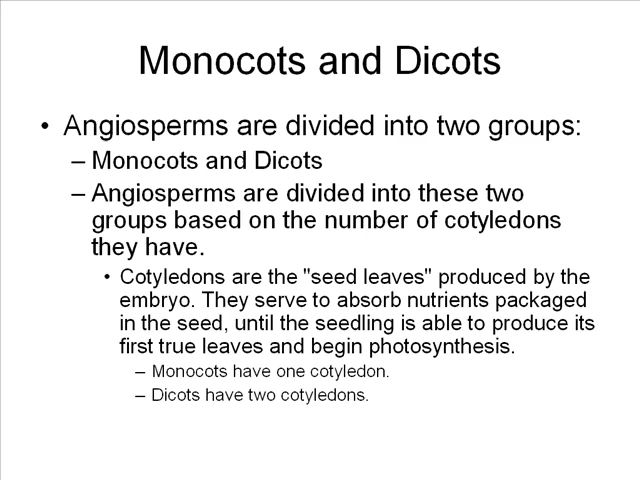 Monocots and Dicots
• Angiosperms are divided into two groups:
– Monocots and Dicots
– Angiosperms are divided into these two
groups based on the number of cotyledons
they have.
• Cotyledons are the "seed leaves" produced by the
embryo. They serve to absorb nutrients packaged
in the seed, until the seedling is able to produce its
first true leaves and begin photosynthesis.
– Monocots have one cotyledon.
– Dicots have two cotyledons.